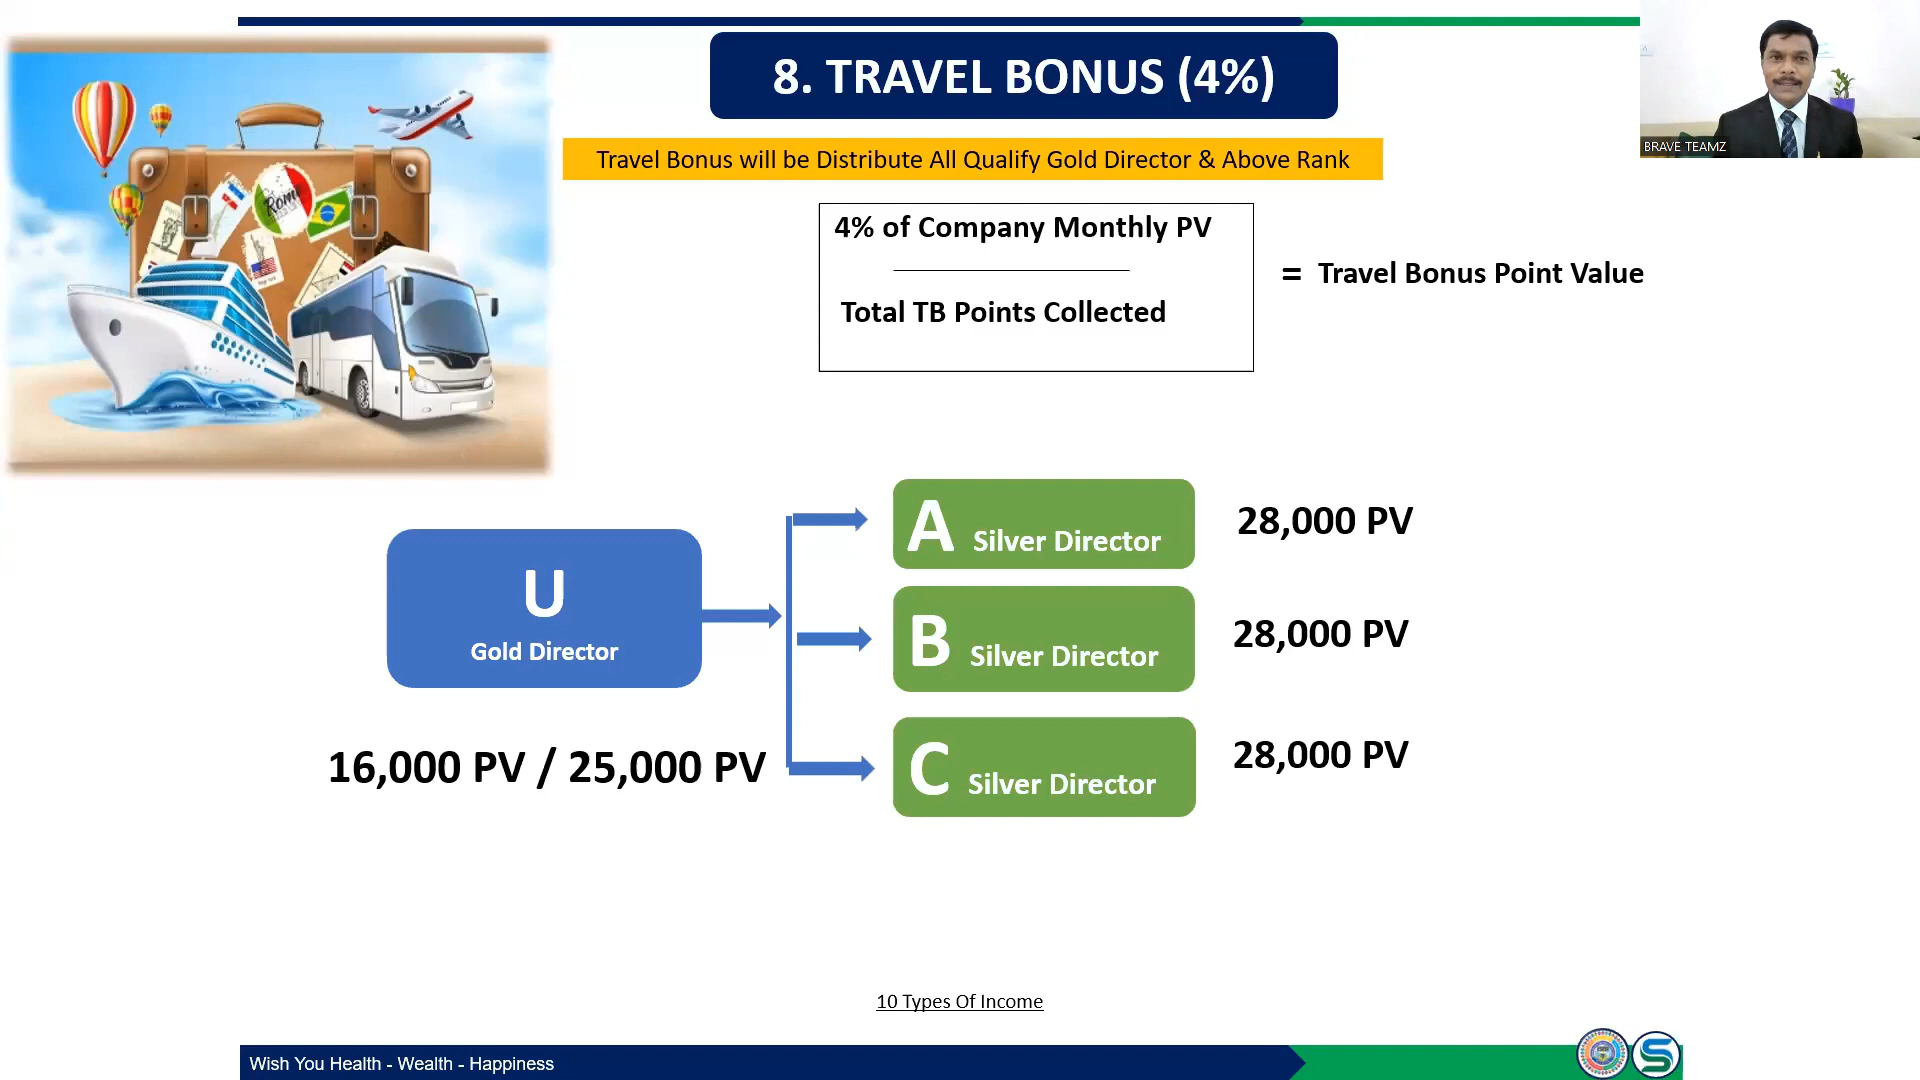 8. TRAVEL BONUS (4%)
BRAVE TEAMZ
Travel Bonus will be Distribute All Qualify Gold Director & Above Rank
Roma
4% of Company Monthly PV
Total TB Points Collected
= Travel Bonus Point Value
U
Gold Director
16,000 PV / 25,000 PV
A Silver Director
28,000 PV
B Silver Director
28,000 PV
C Silver Director
28,000 PV
10 Types Of Income
Wish You Health - Wealth - Happiness